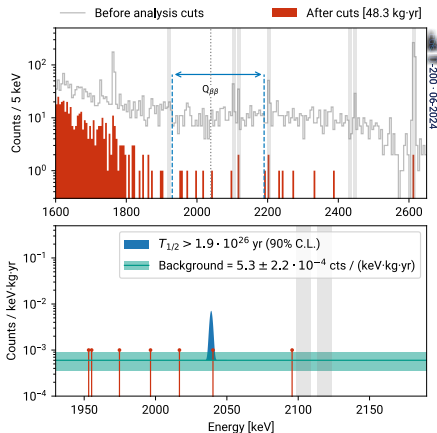 Before analysis cuts
After cuts [48.3 kg·yr]
Counts / 5 keV
10²
10¹
10⁰
Qββ
1600 1800 2000 2200 2400 2600
-200 · 06-2024
Counts / keV·kg·yr
10⁻¹
10⁻²
10⁻³
10⁻⁴
T₁/₂ > 1.9 · 10²⁶ yr (90% C.L.)
Background = 5.3 ± 2.2 · 10⁻⁴ cts / (keV·kg·yr)
1950 2000 2050 2100 2150
Energy [keV]